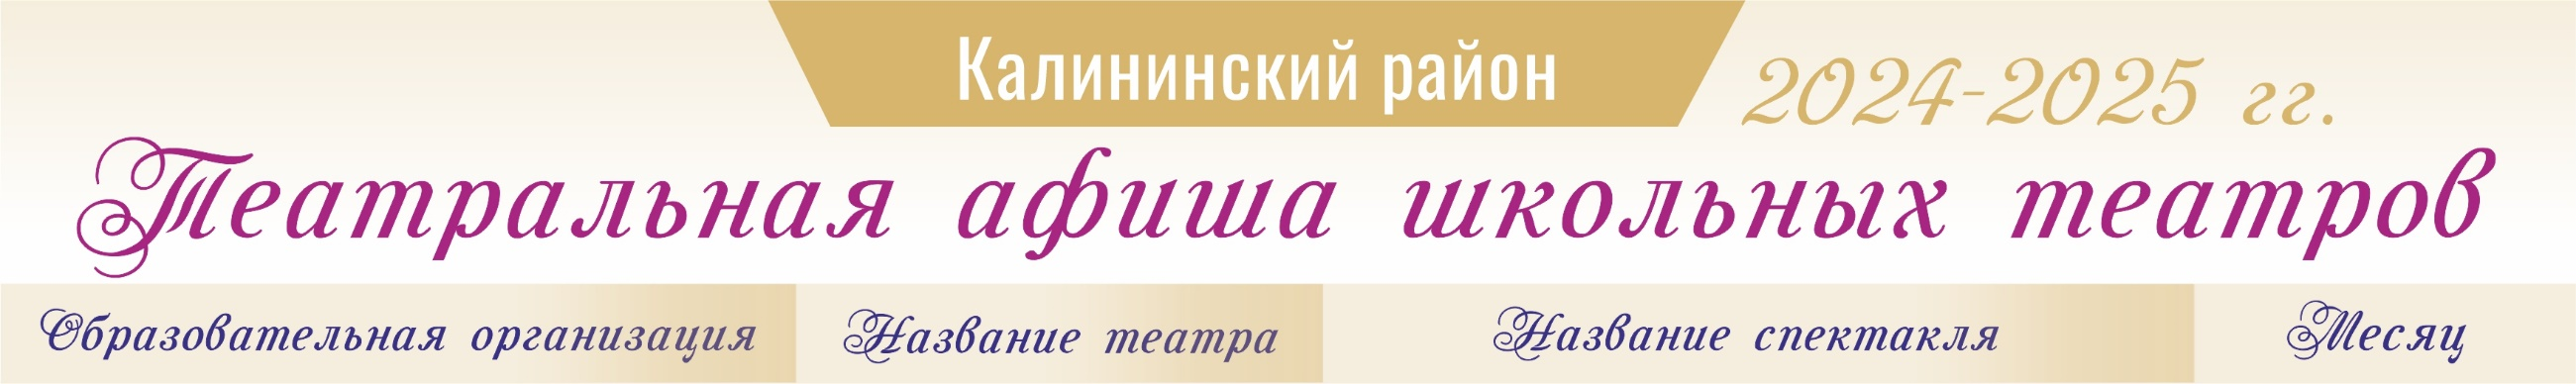 Калининский район
2024-2025 гг.
Театральная афиша школьных театров
Образовательная организация
Название театра
Название спектакля
Месяц